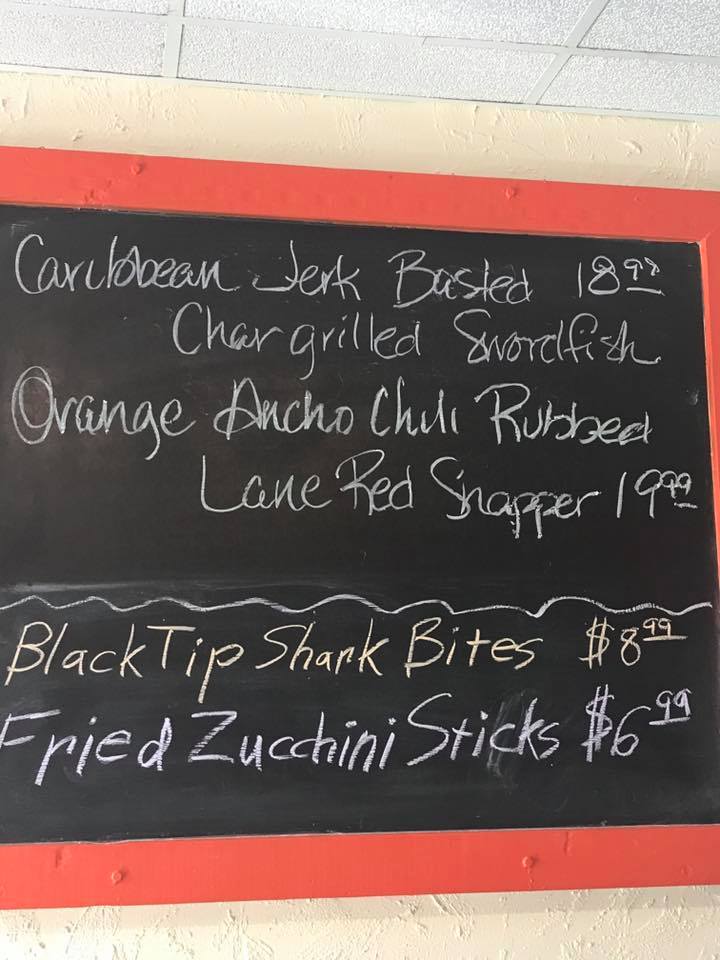 Caribbean Jerk Basted 18 99
Chargrilled Swordfish
Orange Ancho Chili Rubbed
Lane Red Snapper 19 99
BlackTip Shark Bites $8 99
Fried Zucchini Sticks $6 99